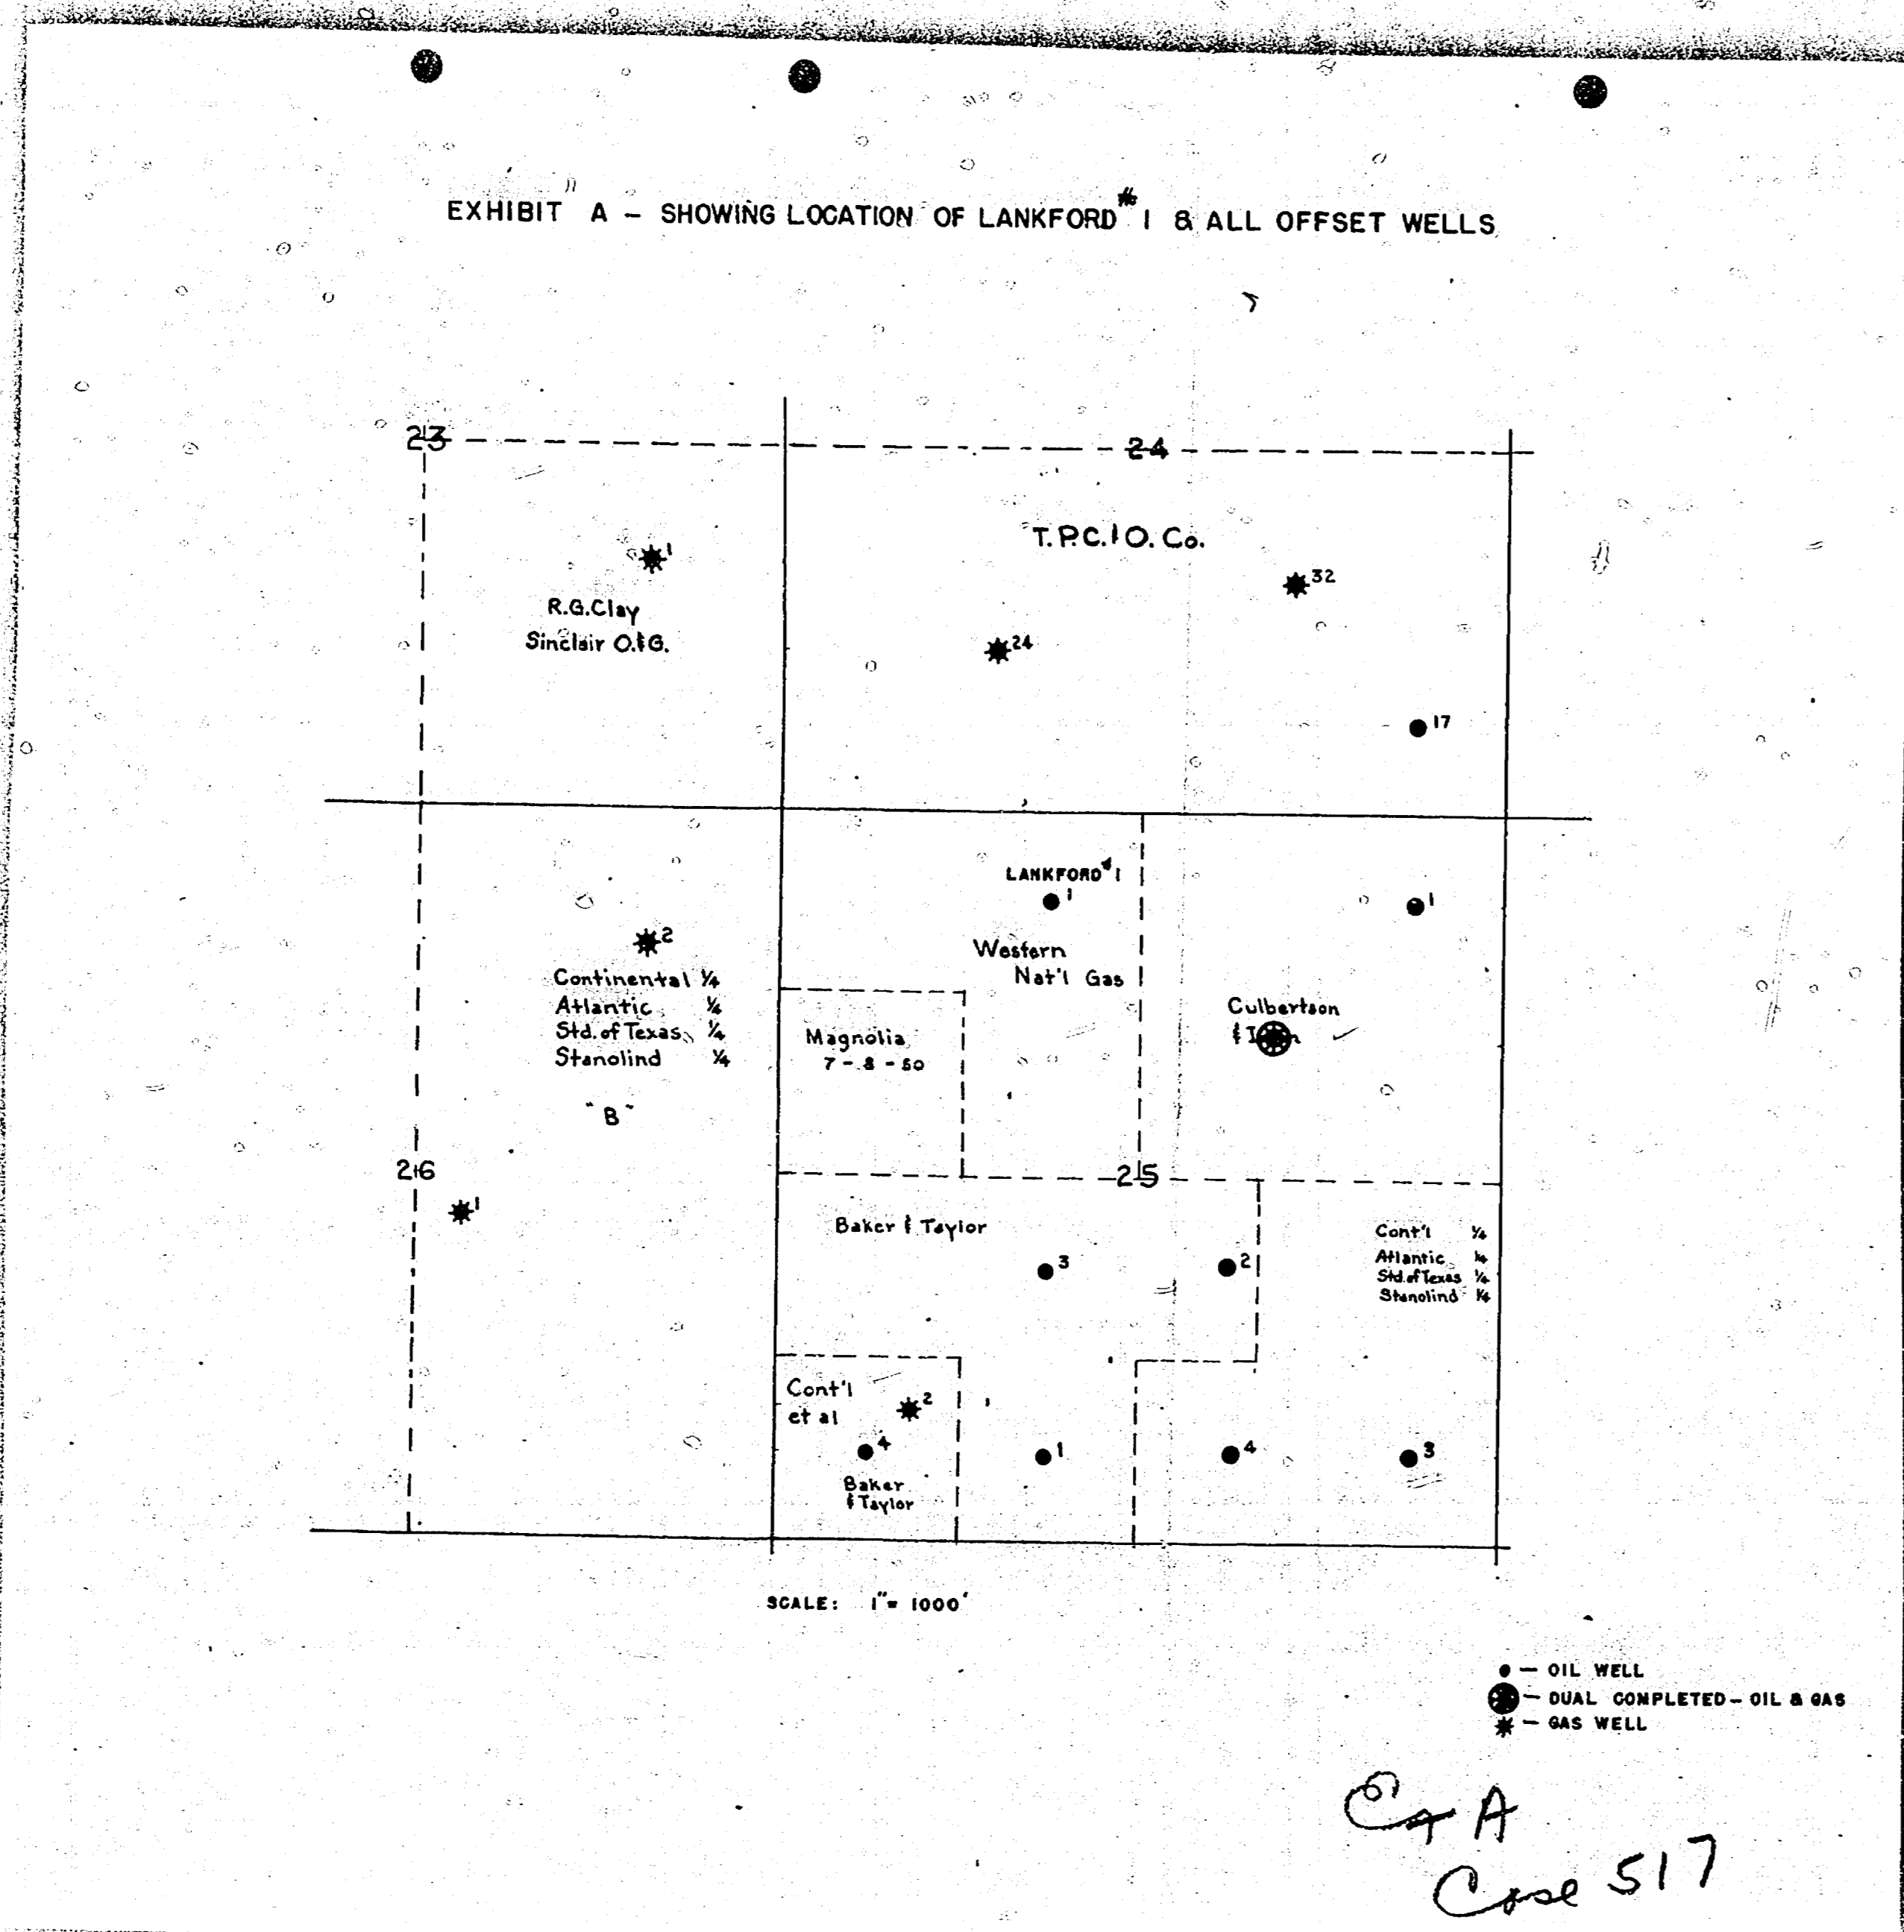 EXHIBIT A – SHOWING LOCATION OF LANKFORD #1 & ALL OFFSET WELLS
23
24
T.P.C.&O. Co.
1
32
R.G.Clay
Sinclair O.&G.
24
17
LANKFORD #1
1
1
2
Western
Nat'l Gas
Continental ¼
Atlantic ¼
Std. of Texas ¼
Stanolind ¼
Culbertson
&
Magnolia
7-8-50
"B"
26
25
1
Baker & Taylor
3
2
Cont'l ¼
Atlantic ¼
Std. of Texas ¼
Stanolind ¼
Cont'l
et al
2
4
1
4
3
Baker
& Taylor
SCALE: 1" = 1000'
– OIL WELL
– DUAL COMPLETED – OIL & GAS
– GAS WELL
A
Case 517